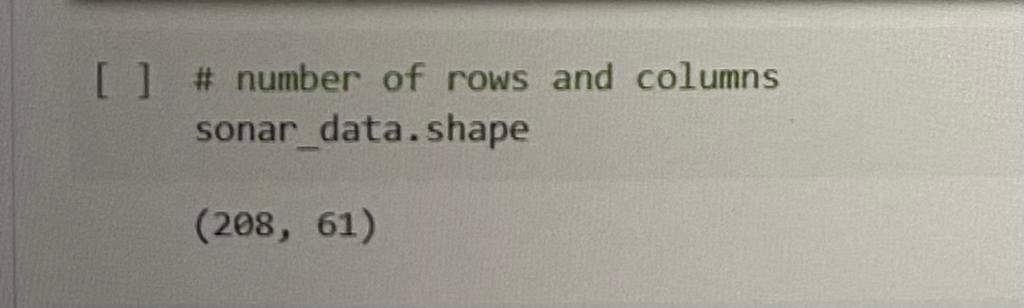 [ ] # number of rows and columns
sonar_data.shape
(208, 61)